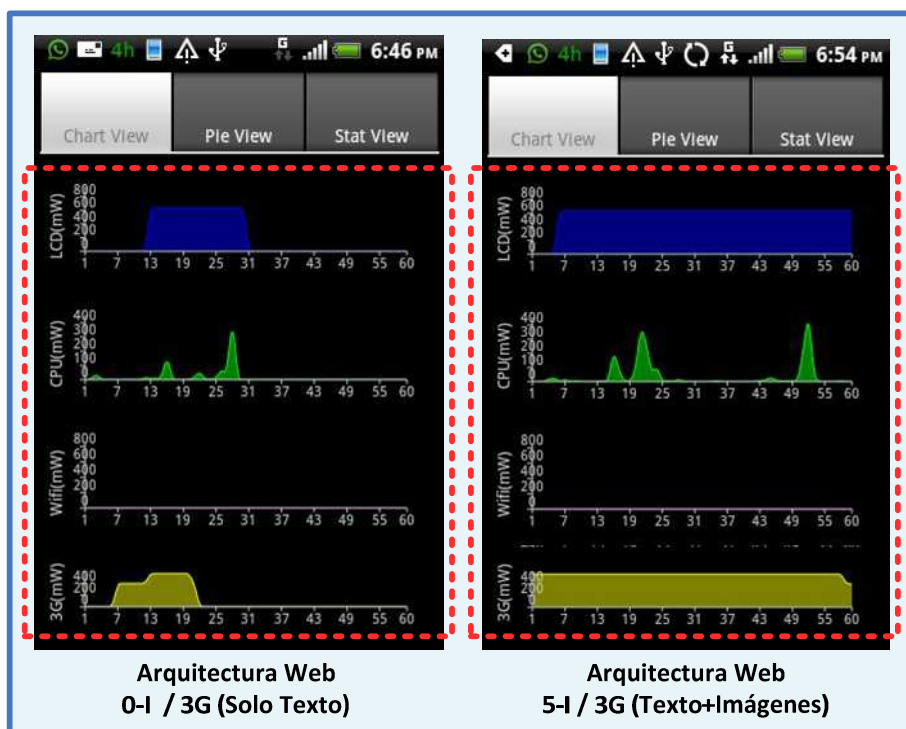 4h G 6:46 PM
Chart View Pie View Stat View
LCD(mW)
800
600
400
200
0
1 7 13 19 25 31 37 43 49 55 60
CPU(mW)
400
300
200
100
0
1 7 13 19 25 31 37 43 49 55 60
Wifi(mW)
800
600
400
200
0
1 7 13 19 25 31 37 43 49 55 60
3G(mW)
400
200
0
1 7 13 19 25 31 37 43 49 55 60
Arquitectura Web
0-I / 3G (Solo Texto)
4h G 6:54 PM
Chart View Pie View Stat View
LCD(mW)
800
600
400
200
0
1 7 13 19 25 31 37 43 49 55 60
CPU(mW)
400
300
200
100
0
1 7 13 19 25 31 37 43 49 55 60
Wifi(mW)
800
600
400
200
0
1 7 13 19 25 31 37 43 49 55 60
3G(mW)
400
200
0
1 7 13 19 25 31 37 43 49 55 60
Arquitectura Web
5-I / 3G (Texto+Imágenes)